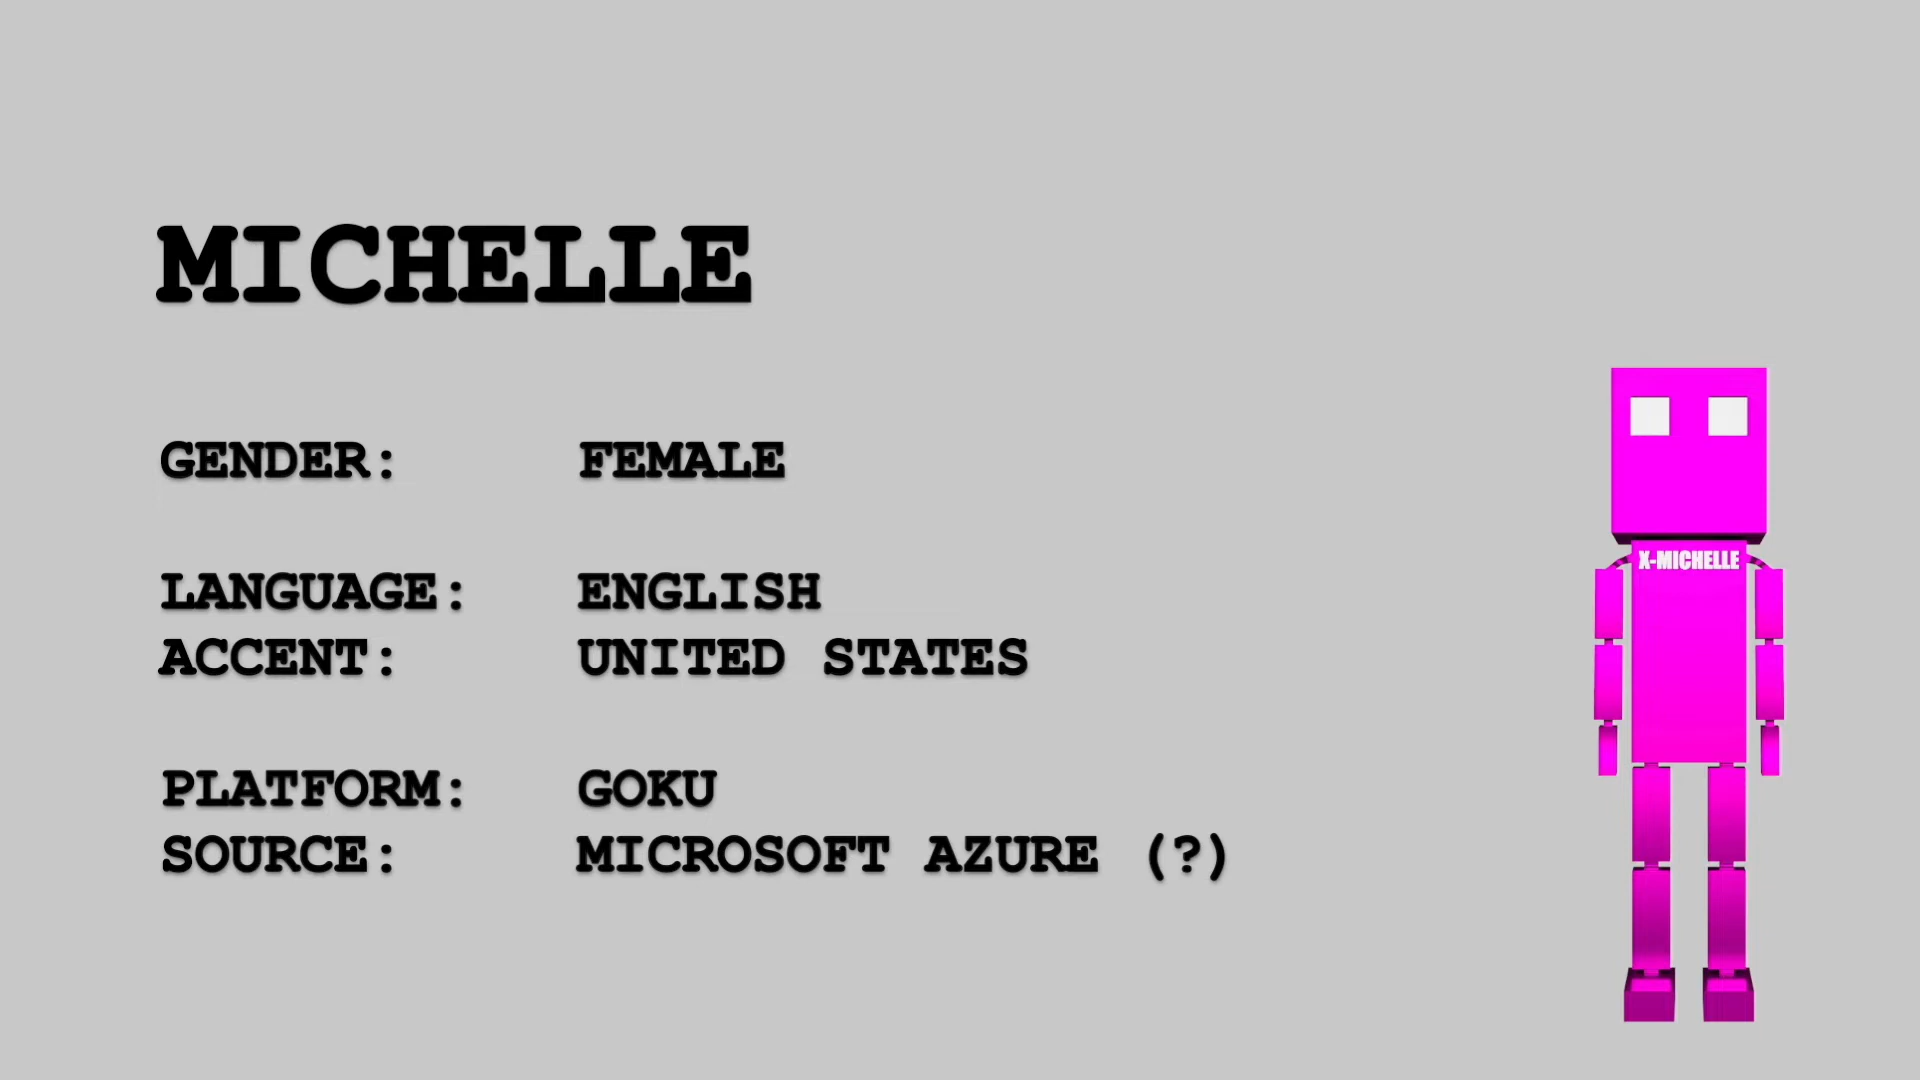 MICHELLE
GENDER: FEMALE
LANGUAGE: ENGLISH
ACCENT: UNITED STATES
PLATFORM: GOKU
SOURCE: MICROSOFT AZURE (?)
X-MICHELLE